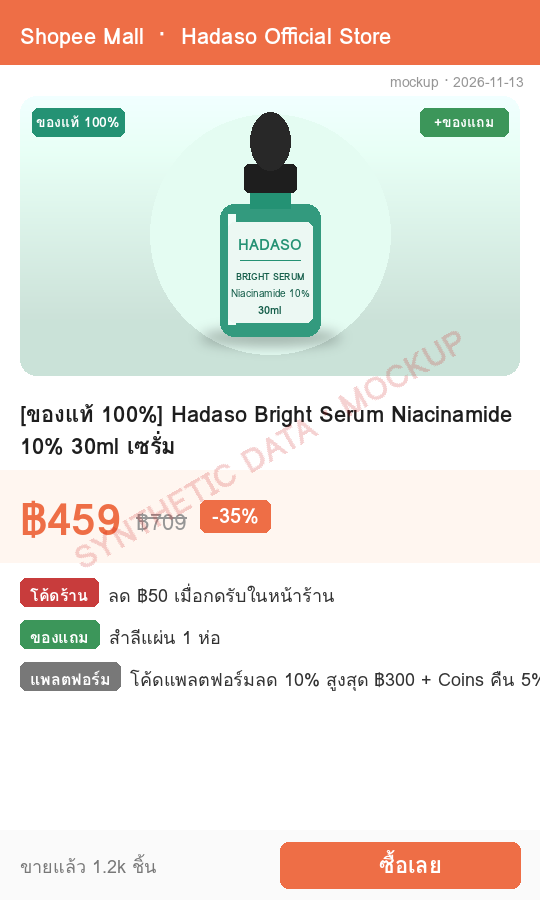 Shopee Mall · Hadaso Official Store
mockup · 2026-11-13
ของแท้ 100%
+ของแถม
HADASO
BRIGHT SERUM
Niacinamide 10%
30ml
[ของแท้ 100%] Hadaso Bright Serum Niacinamide
10% 30ml เซรั่ม
SYNTHETIC DATA · MOCKUP
฿459 ฿709 -35%
โค้ดร้าน ลด ฿50 เมื่อกดรับในหน้าร้าน
ของแถม สำลีแผ่น 1 ห่อ
แพลตฟอร์ม โค้ดแพลตฟอร์มลด 10% สูงสุด ฿300 + Coins คืน 5%
ขายแล้ว 1.2k ชิ้น
ซื้อเลย